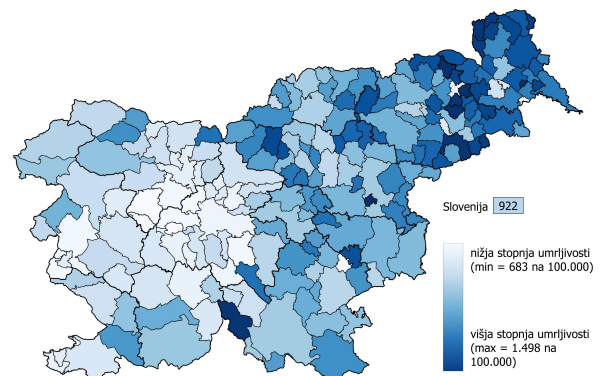 Slovenija 922
nižja stopnja umrljivosti
(min = 683 na 100.000)
višja stopnja umrljivosti
(max = 1.498 na
100.000)